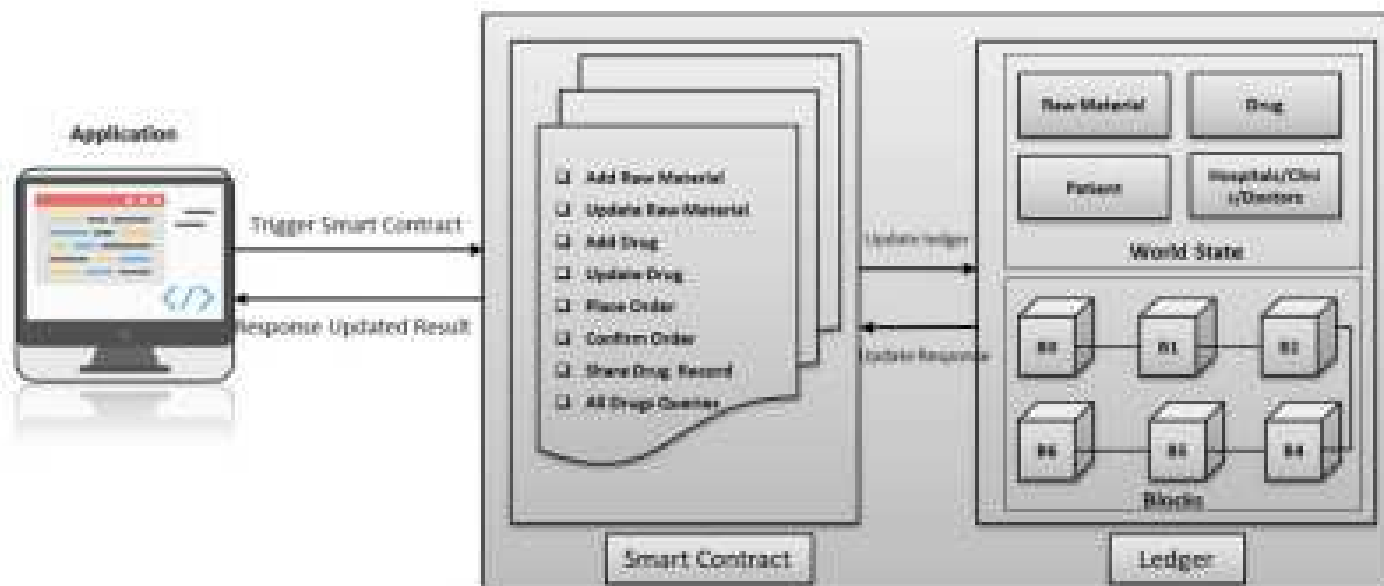 Application
Trigger Smart Contract
Response Updated Result
Add Raw Material
Update Raw Material
Add Drug
Update Drug
Place Order
Confirm Order
Share Drug Record
All Drugs Queries
Smart Contract
Update ledger
Update Response
Raw Material
Drug
Patient
Hospitals/Clini
s/Doctors
World State
B0
B1
B2
B6
B5
B4
Blocks
Ledger